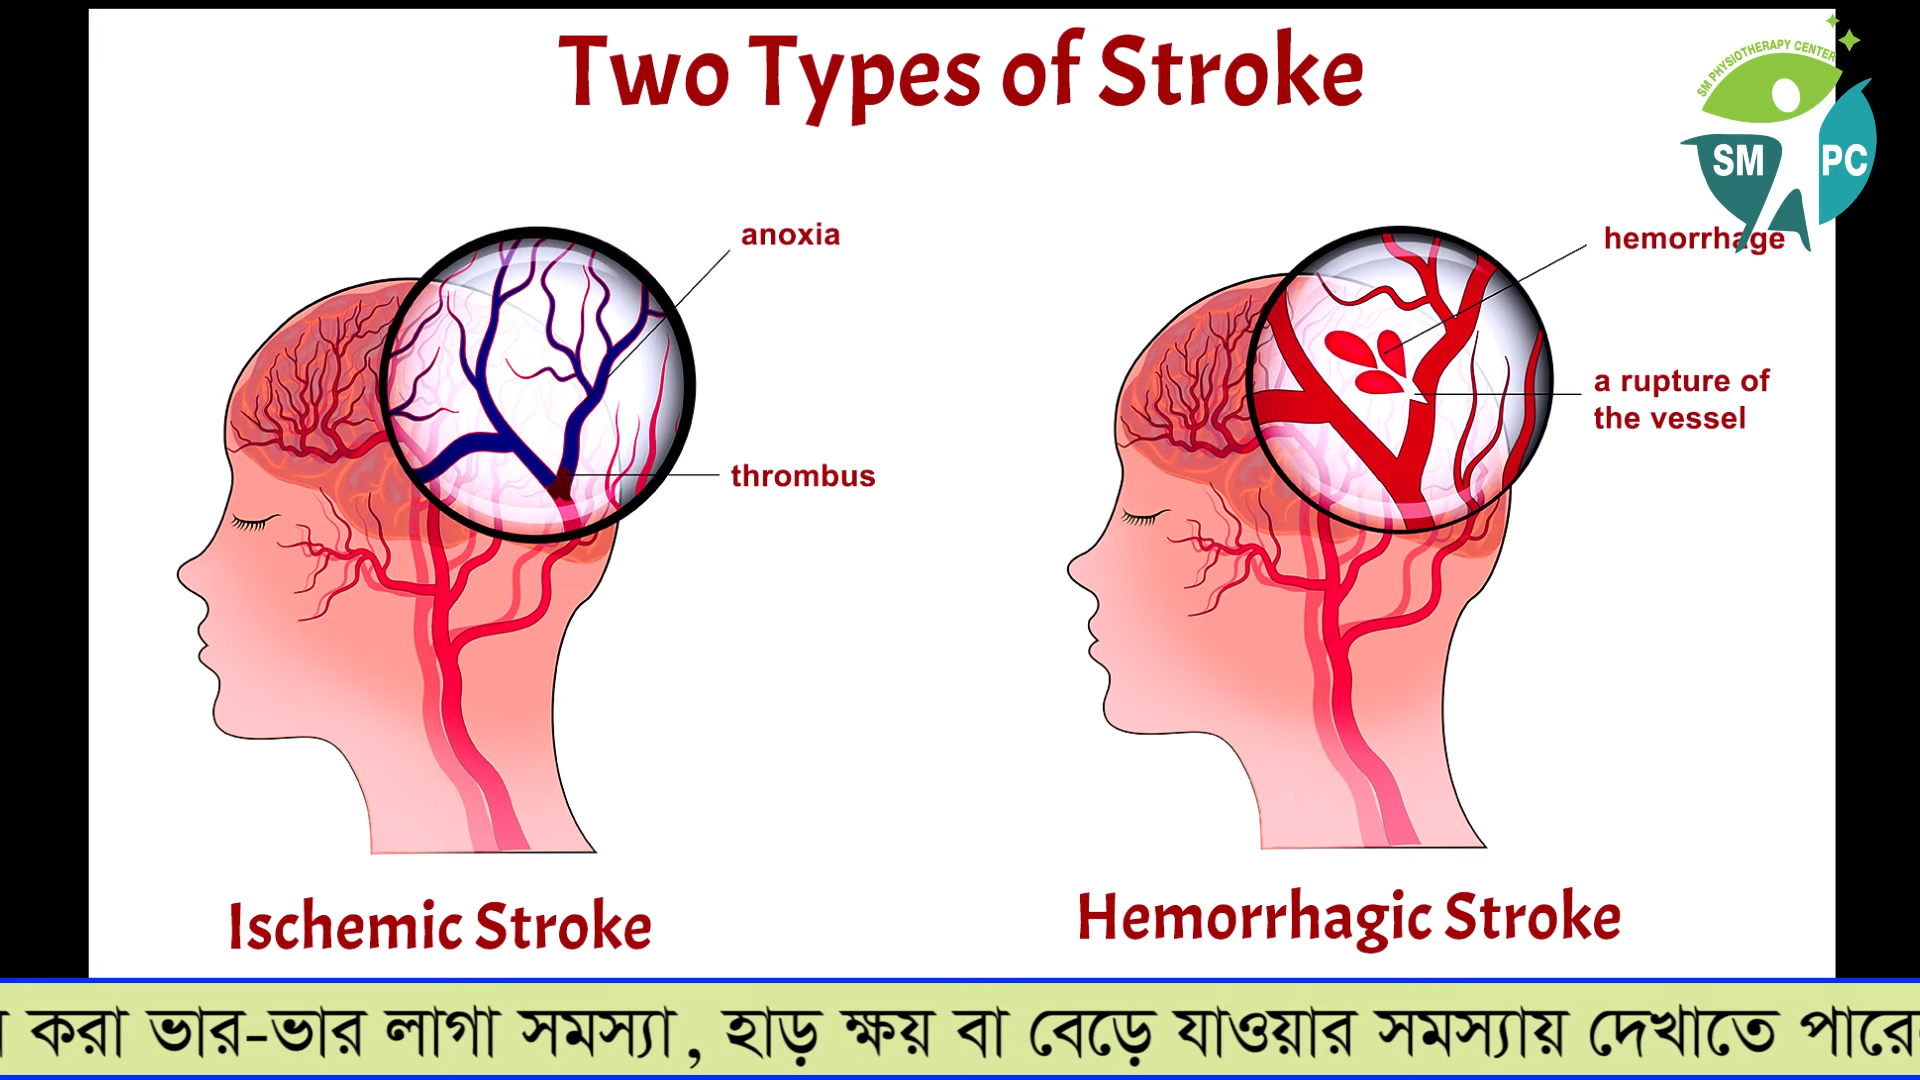 Two Types of Stroke
SM PHYSIOTHERAPY CENTER
SM PC
anoxia
thrombus
hemorrhage
a rupture of
the vessel
Ischemic Stroke
Hemorrhagic Stroke
করা ভার-ভার লাগা সমস্যা, হাড় ক্ষয় বা বেড়ে যাওয়ার সমস্যায় দেখাতে